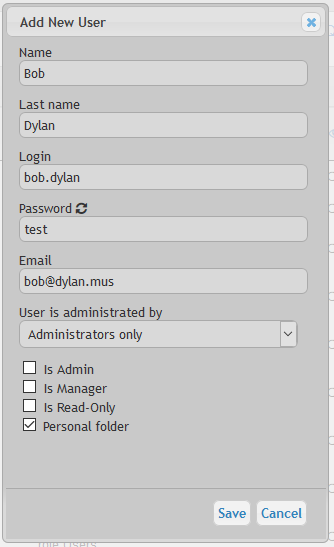 Add New User
Name
Bob
Last name
Dylan
Login
bob.dylan
Password
test
Email
bob@dylan.mus
User is administrated by
Administrators only
Is Admin
Is Manager
Is Read-Only
Personal folder
Save Cancel